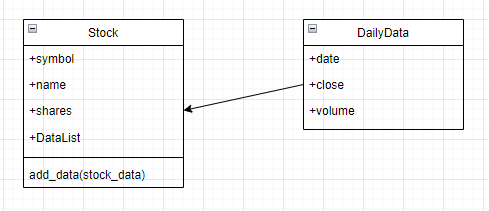 Stock
+symbol
+name
+shares
+DataList
add_data(stock_data)
DailyData
+date
+close
+volume